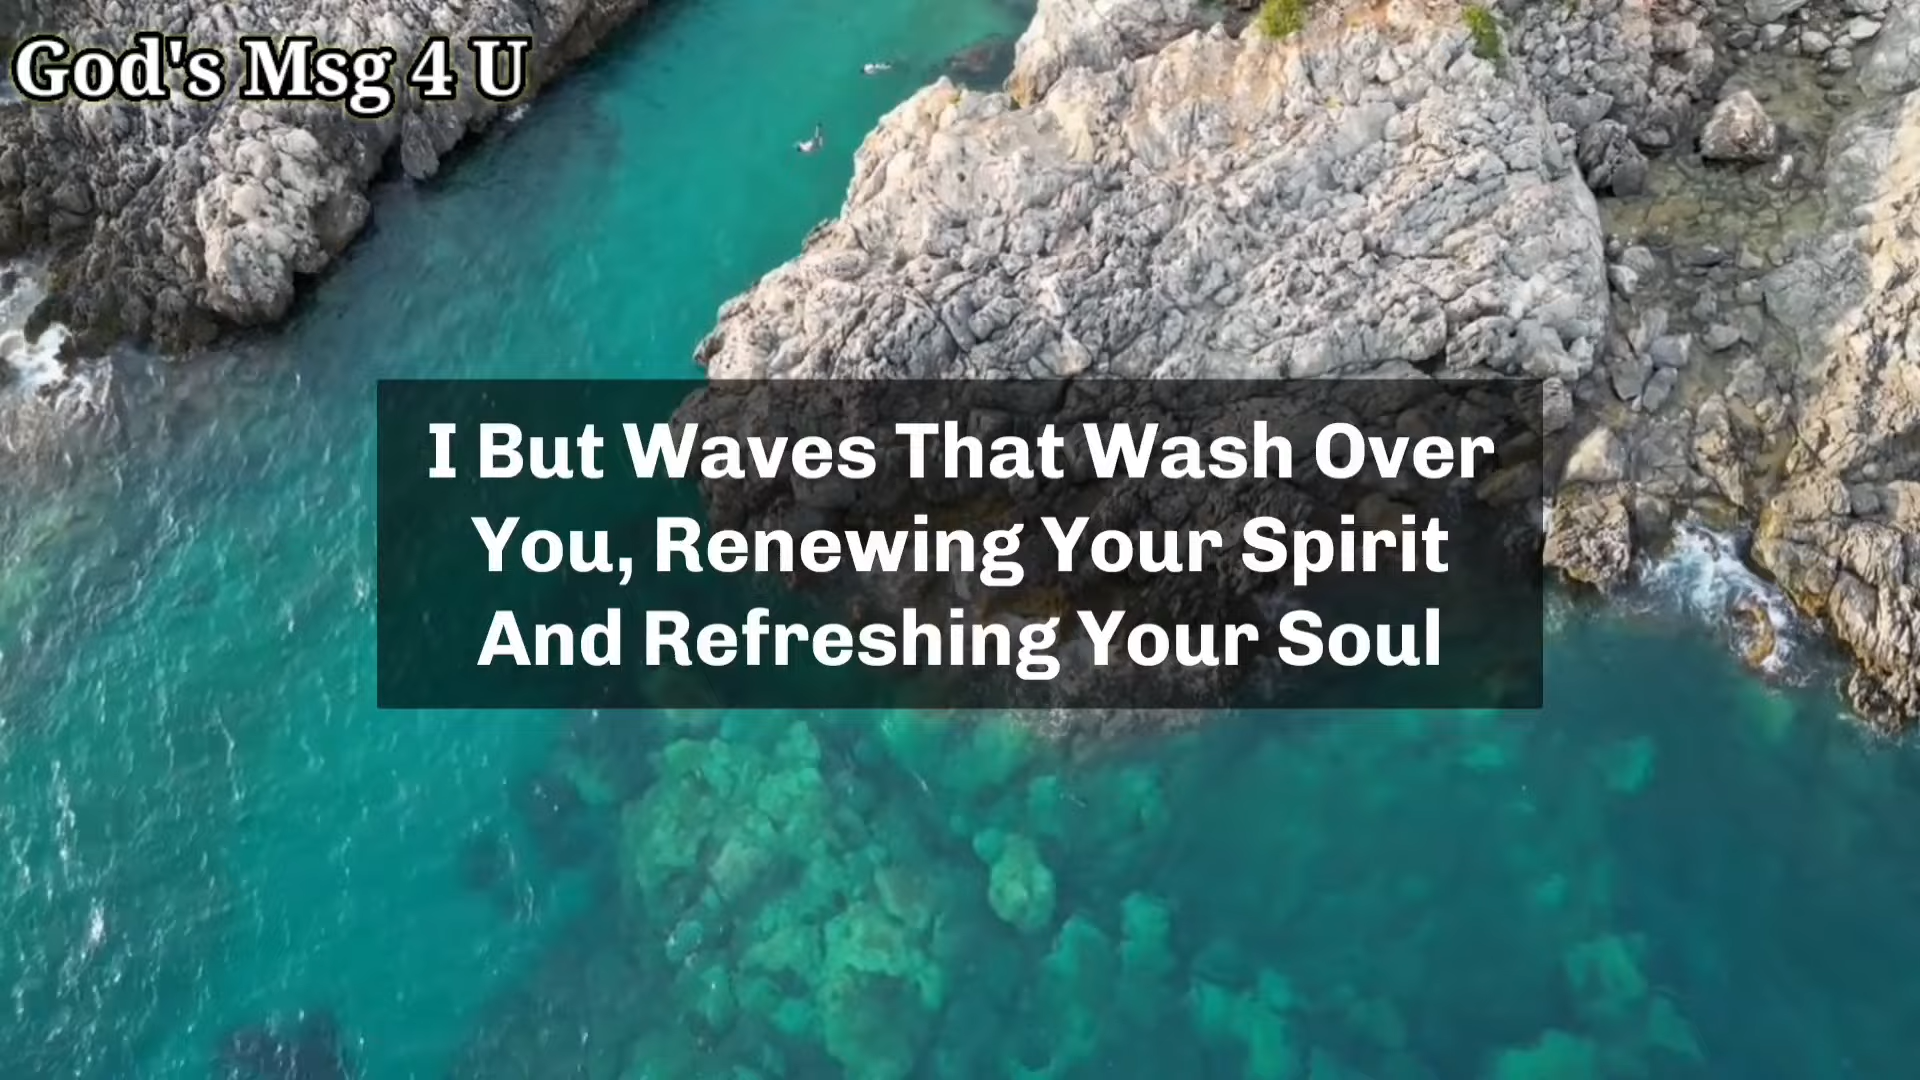 God's Msg 4 U
I But Waves That Wash Over
You, Renewing Your Spirit
And Refreshing Your Soul